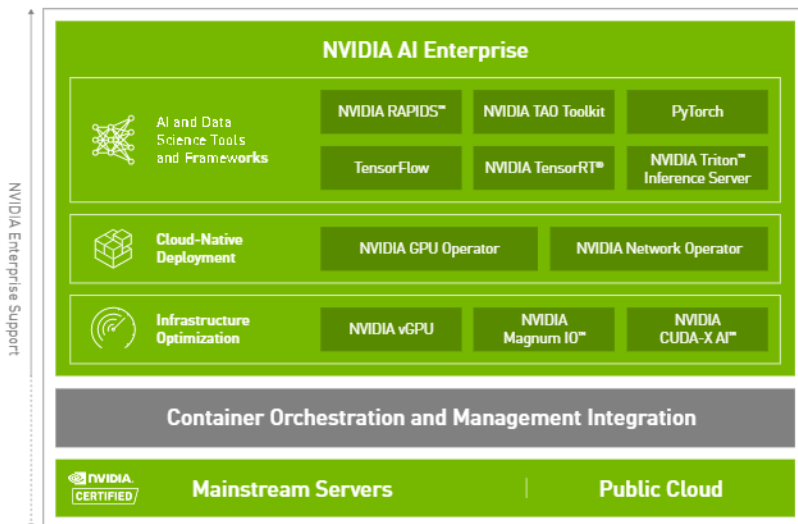 NVIDIA AI Enterprise
AI and Data
Science Tools
and Frameworks
NVIDIA RAPIDS™
NVIDIA TAO Toolkit
PyTorch
TensorFlow
NVIDIA TensorRT®
NVIDIA Triton™
Inference Server
Cloud-Native
Deployment
NVIDIA GPU Operator
NVIDIA Network Operator
Infrastructure
Optimization
NVIDIA vGPU
NVIDIA
Magnum IO™
NVIDIA
CUDA-X AI™
NVIDIA Enterprise Support
Container Orchestration and Management Integration
NVIDIA.
CERTIFIED
Mainstream Servers
Public Cloud